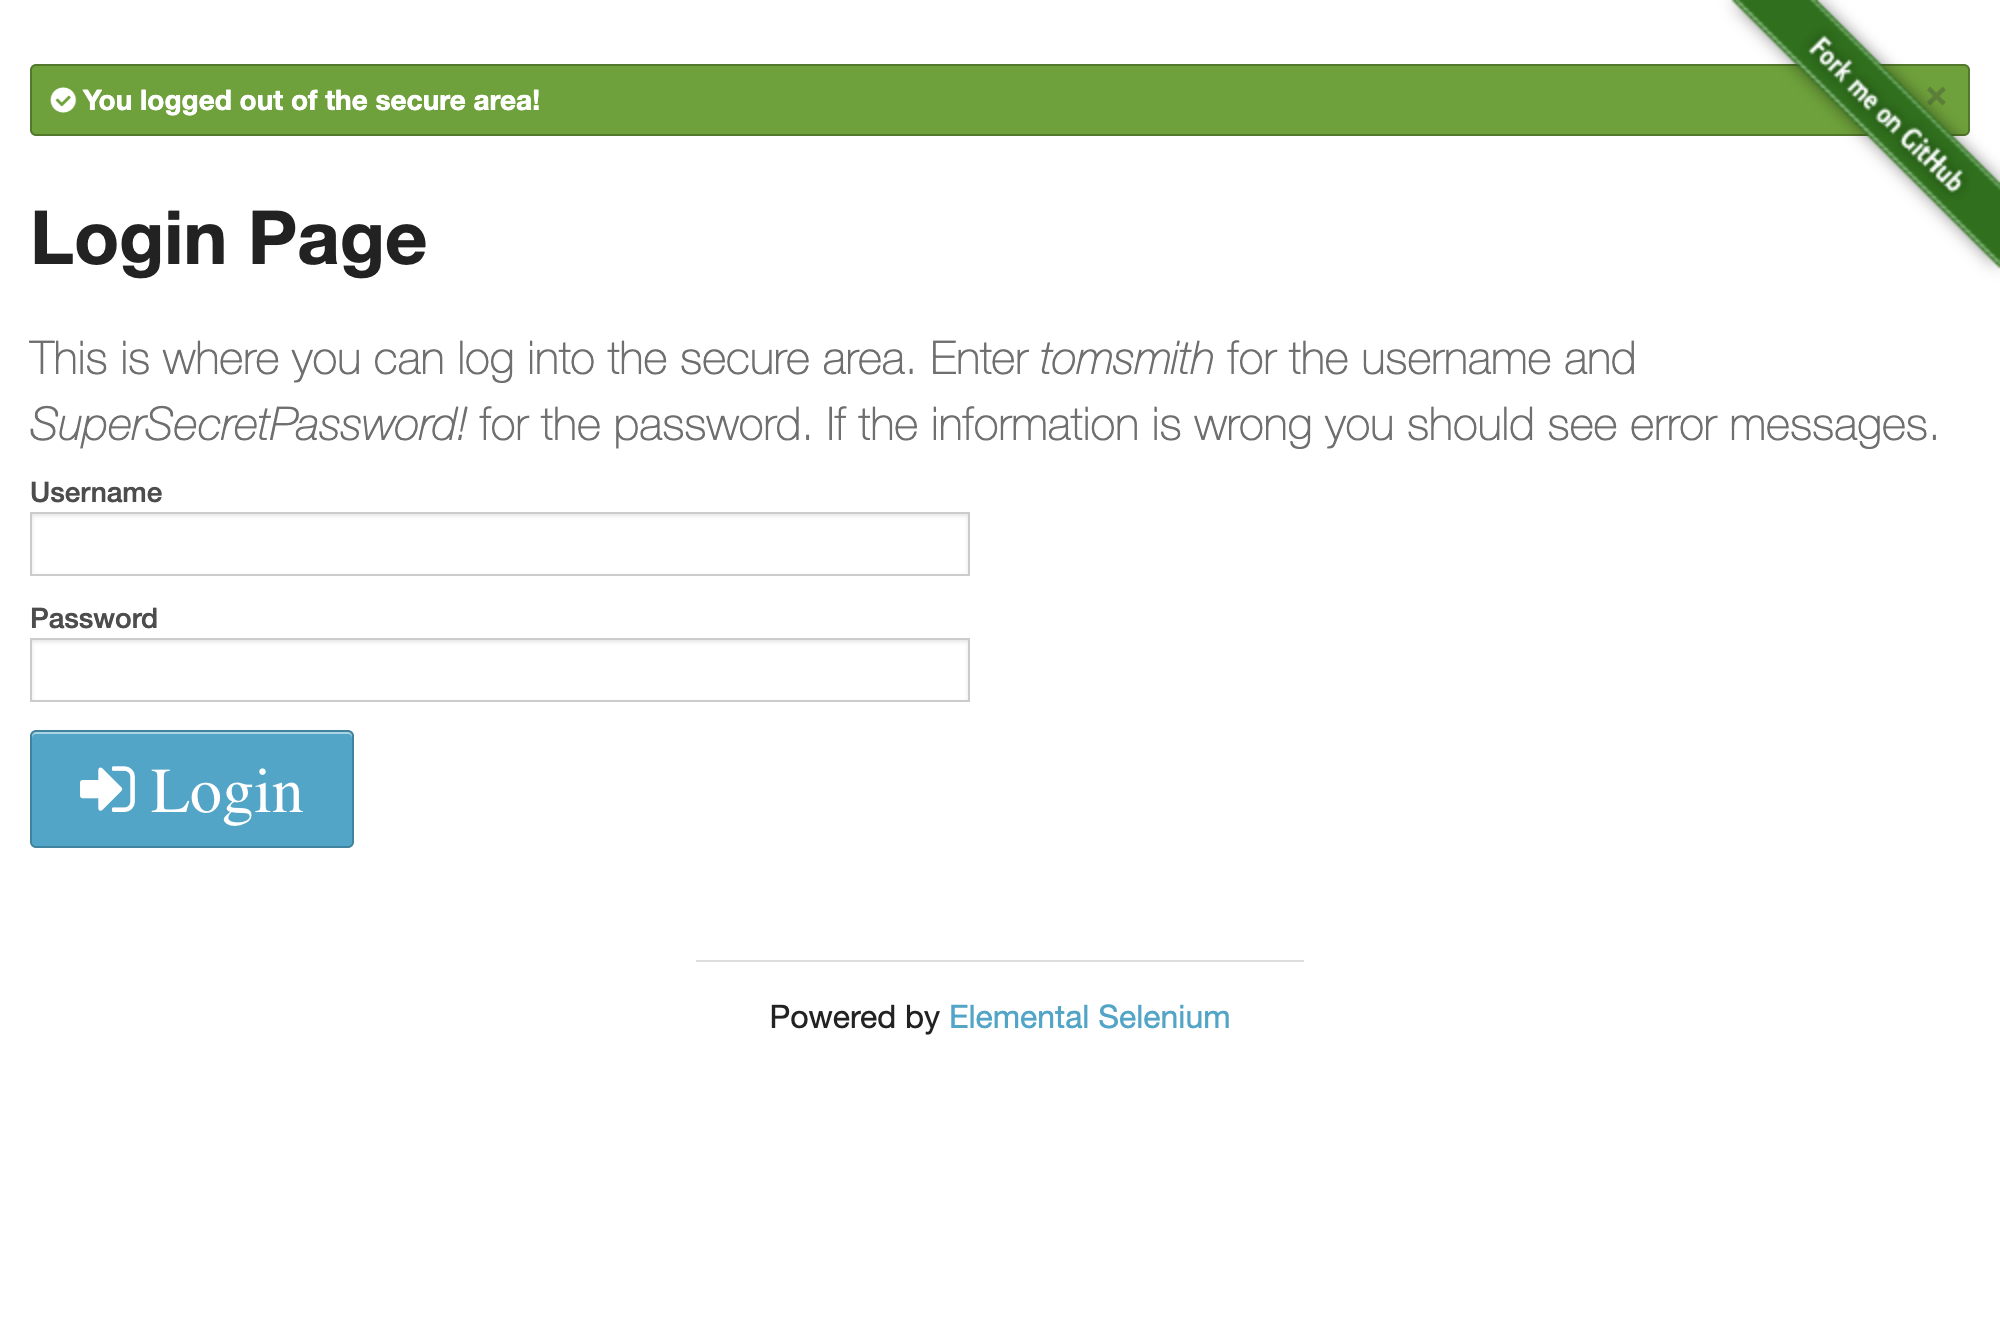 You logged out of the secure area!
×
Fork me on GitHub
Login Page
This is where you can log into the secure area. Enter tomsmith for the username and
SuperSecretPassword! for the password. If the information is wrong you should see error messages.
Username
Password
Login
Powered by Elemental Selenium